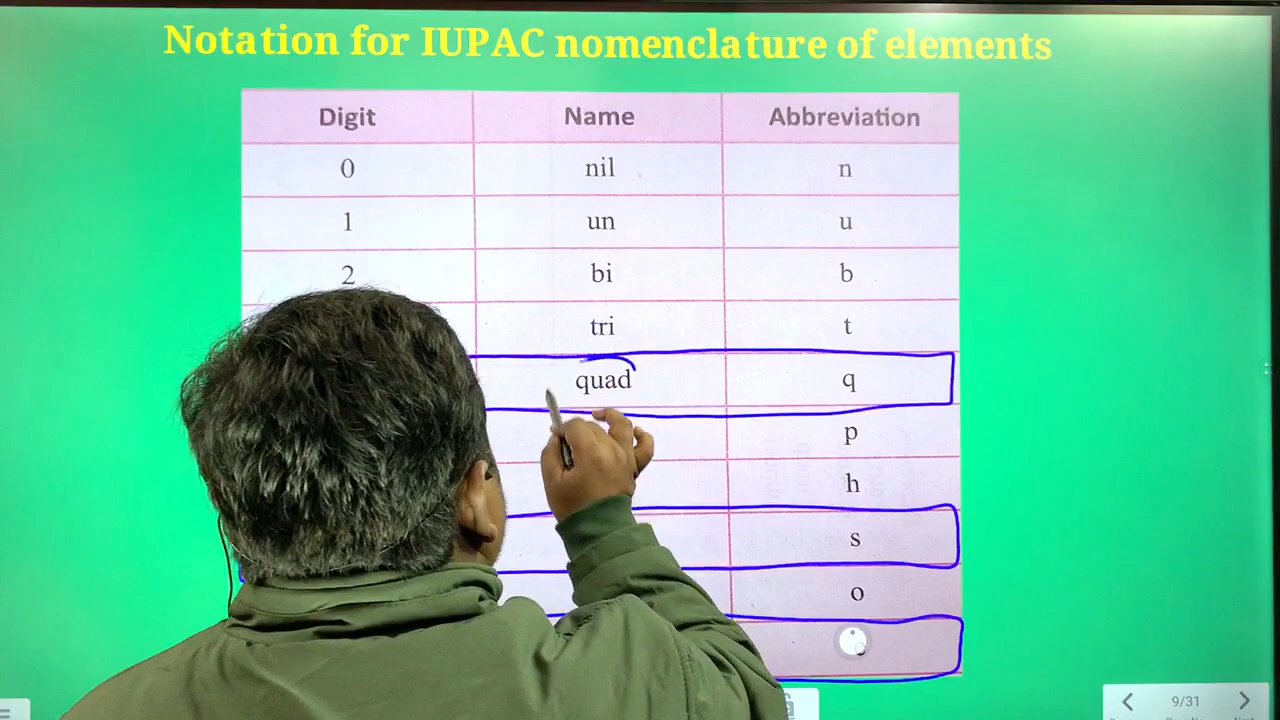 Notation for IUPAC nomenclature of elements
Digit Name Abbreviation
0 nil n
1 un u
2 bi b
tri t
quad q
p
h
s
o
9/31